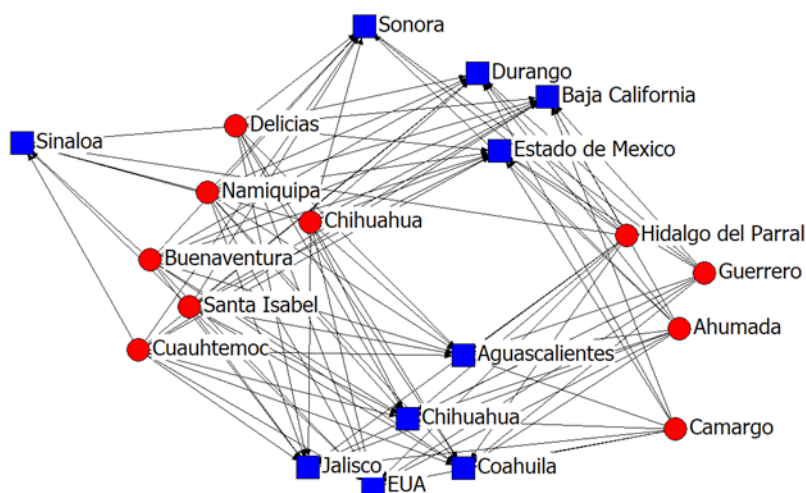 Sonora
Durango
Baja California
Delicias
Sinaloa
Estado de Mexico
Namiquipa
Chihuahua
Hidalgo del Parral
Buenaventura
Guerrero
Santa Isabel
Ahumada
Cuauhtemoc
Aguascalientes
Chihuahua
Camargo
Jalisco
Coahuila
EUA